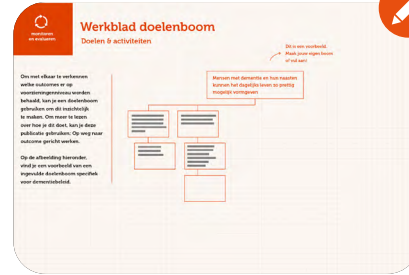 monitoren
en evalueren
Werkblad doelenboom
Doelen & activiteiten
Dit is een voorbeeld.
Maak jouw eigen boom
of vul aan!
Om met elkaar te verkennen
welke outcomes er op
voorzieningenniveau worden
behaald, kan je een doelenboom
gebruiken om dit inzichtelijk
te maken. Om meer te lezen
over hoe je dit doet, kan je deze
publicatie gebruiken: Op weg naar
outcome gericht werken.
Op de afbeelding hieronder,
vind je een voorbeeld van een
ingevulde doelenboom specifiek
voor dementiebeleid.
Mensen met dementie en hun naasten
kunnen het dagelijks leven zo prettig
mogelijk vormgeven